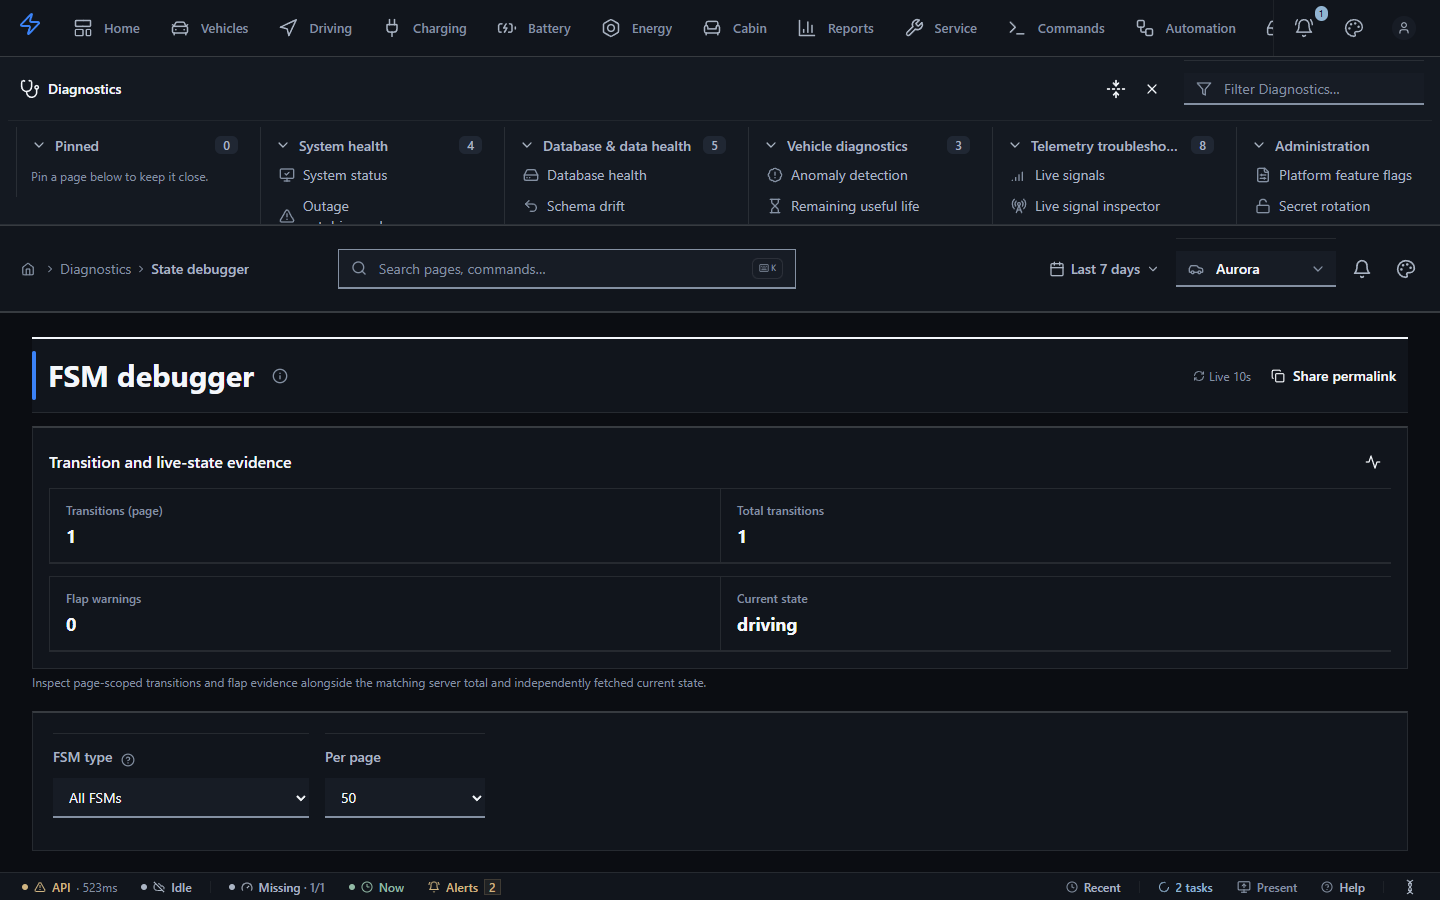 Home
Vehicles
Driving
Charging
Battery
Energy
Cabin
Reports
Service
Commands
Automation
1
Diagnostics
Filter Diagnostics...
Pinned 0
Pin a page below to keep it close.
System health 4
System status
Outage
Database & data health 5
Database health
Schema drift
Vehicle diagnostics 3
Anomaly detection
Remaining useful life
Telemetry troublesho... 8
Live signals
Live signal inspector
Administration
Platform feature flags
Secret rotation
Diagnostics
State debugger
Search pages, commands...
K
Last 7 days
Aurora
FSM debugger
Live 10s
Share permalink
Transition and live-state evidence
Transitions (page)
1
Total transitions
1
Flap warnings
0
Current state
driving
Inspect page-scoped transitions and flap evidence alongside the matching server total and independently fetched current state.
FSM type
All FSMs
Per page
50
API · 523ms
Idle
Missing · 1/1
Now
Alerts 2
Recent
2 tasks
Present
Help